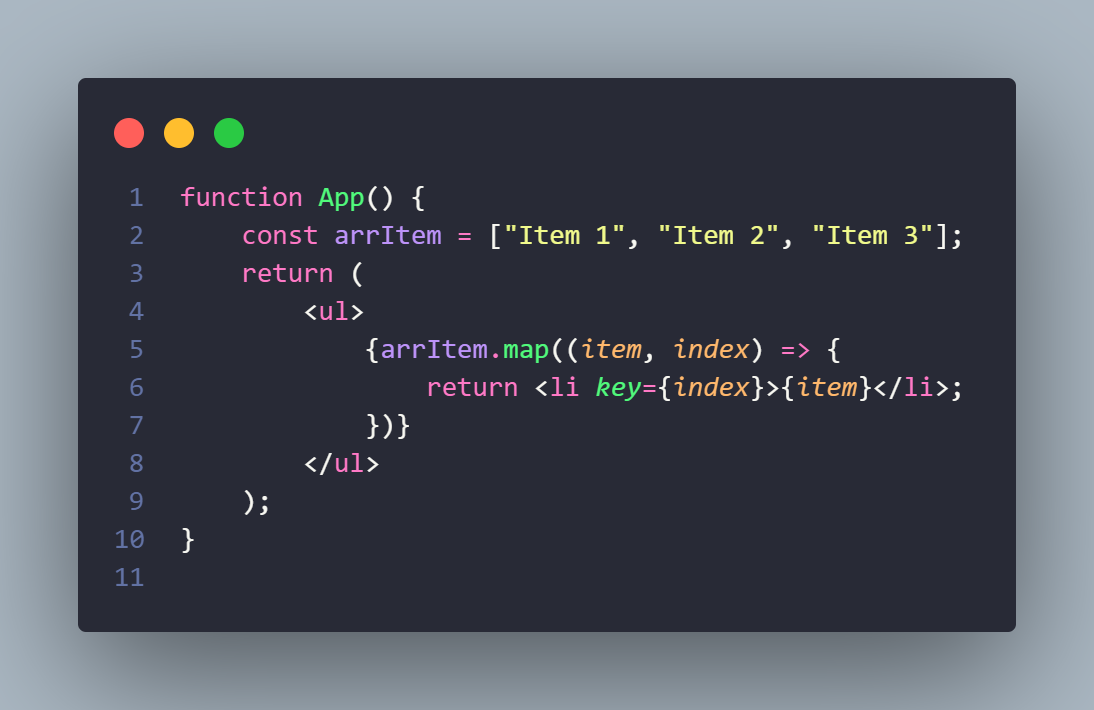 1 function App() {
2     const arrItem = ["Item 1", "Item 2", "Item 3"];
3     return (
4         <ul>
5             {arrItem.map((item, index) => {
6                 return <li key={index}>{item}</li>;
7             })}
8         </ul>
9     );
10 }
11